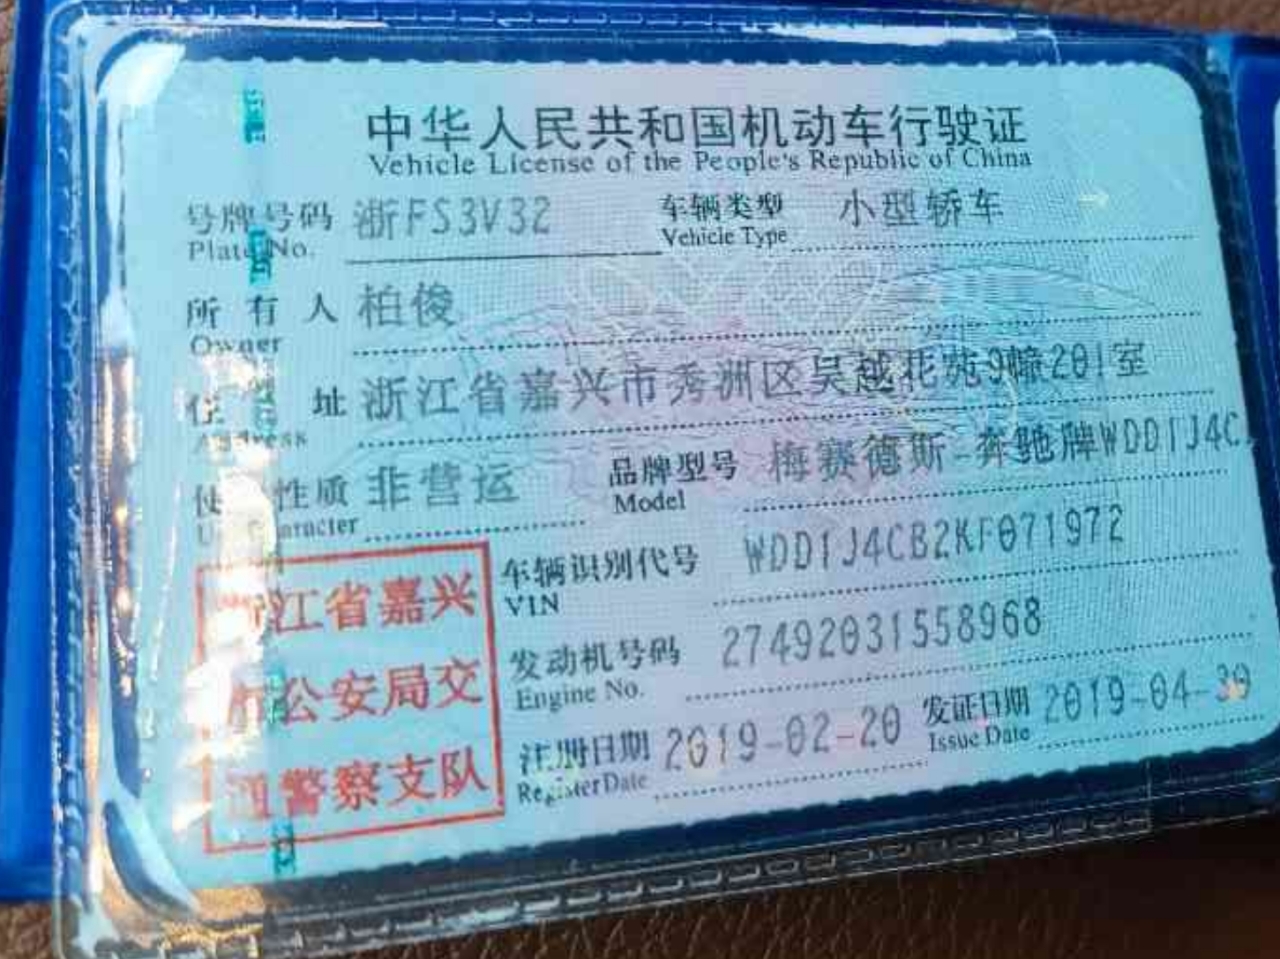 中华人民共和国机动车行驶证
Vehicle License of the People's Republic of China
号牌号码 浙FS3V32 车辆类型 小型轿车
Plate No. Vehicle Type
所有人 柏俊
Owner
住址 浙江省嘉兴市秀洲区吴越花苑9幢201室
Address
使 性质 非营运 品牌型号 梅赛德斯-奔驰牌WDD1J4C
Character Model
车辆识别代号 WDD1J4CB2KF071972
VIN
发动机号码 27492031558968
Engine No.
注册日期 2019-02-20 发证日期 2019-04-30
Register Date Issue Date
浙江省嘉兴
市公安局交
通警察支队